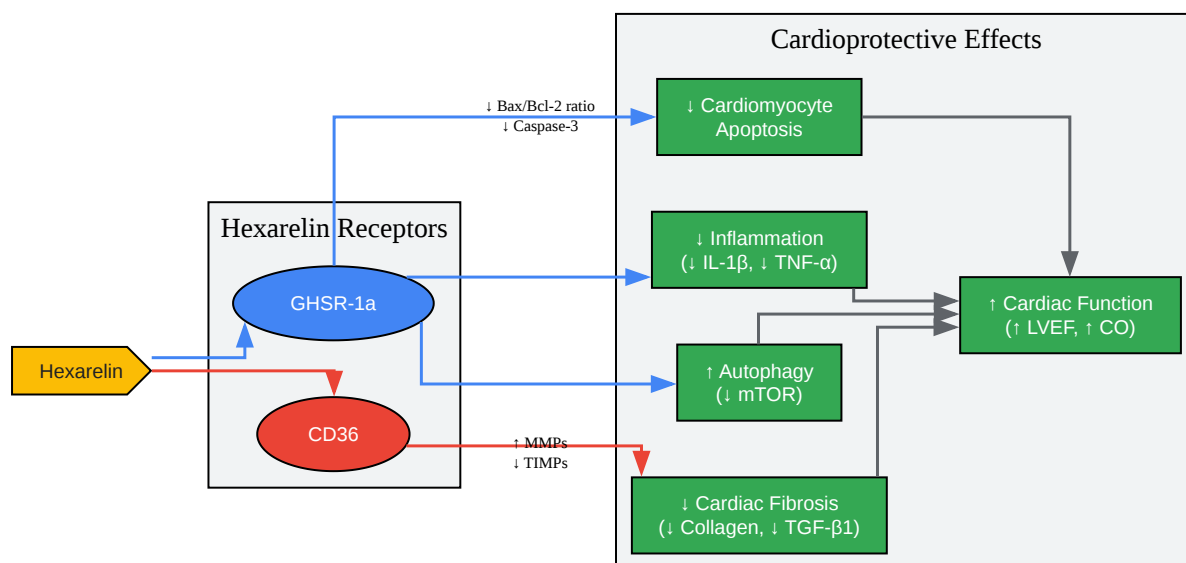 Cardioprotective Effects
↓ Bax/Bcl-2 ratio
↓ Caspase-3
↓ Cardiomyocyte
Apoptosis
Hexarelin Receptors
↓ Inflammation
(↓ IL-1β, ↓ TNF-α)
GHSR-1a
↑ Cardiac Function
(↑ LVEF, ↑ CO)
Hexarelin
↑ Autophagy
(↓ mTOR)
CD36
↑ MMPs
↓ TIMPs
↓ Cardiac Fibrosis
(↓ Collagen, ↓ TGF-β1)